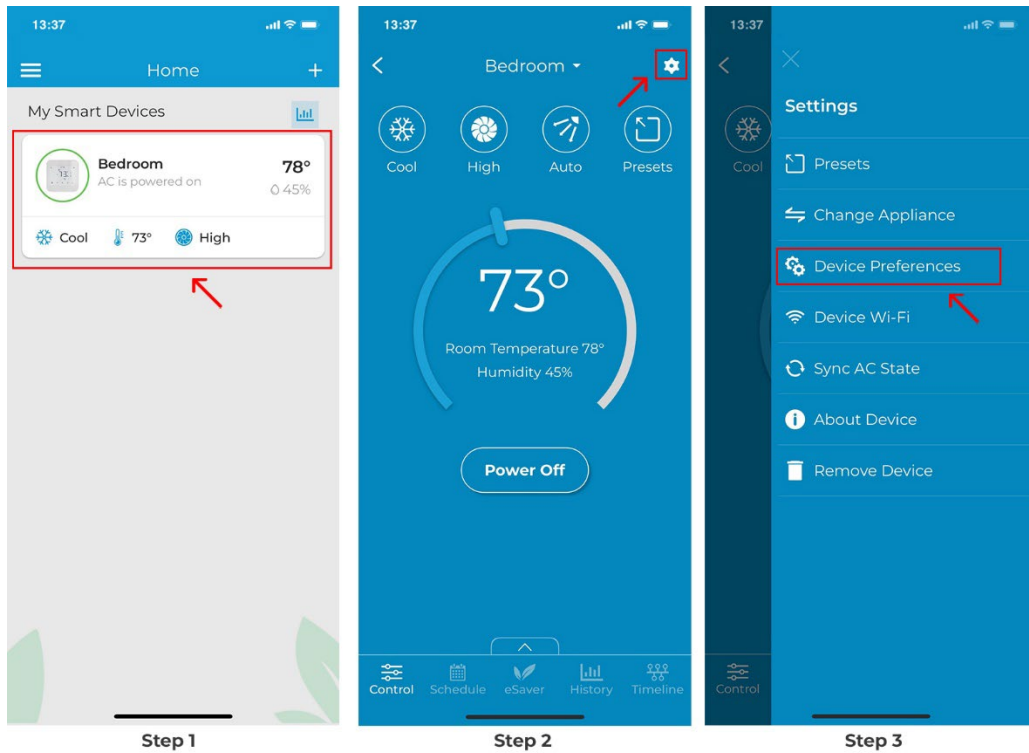 13:37
Home
My Smart Devices
Bedroom
AC is powered on
78°
45%
Cool
73°
High
Step 1
13:37
Bedroom
Cool
High
Auto
Presets
73°
Room Temperature 78°
Humidity 45%
Power Off
Control
Schedule
eSaver
History
Timeline
Step 2
13:37
Cool
Control
Settings
Presets
Change Appliance
Device Preferences
Device Wi-Fi
Sync AC State
About Device
Remove Device
Step 3